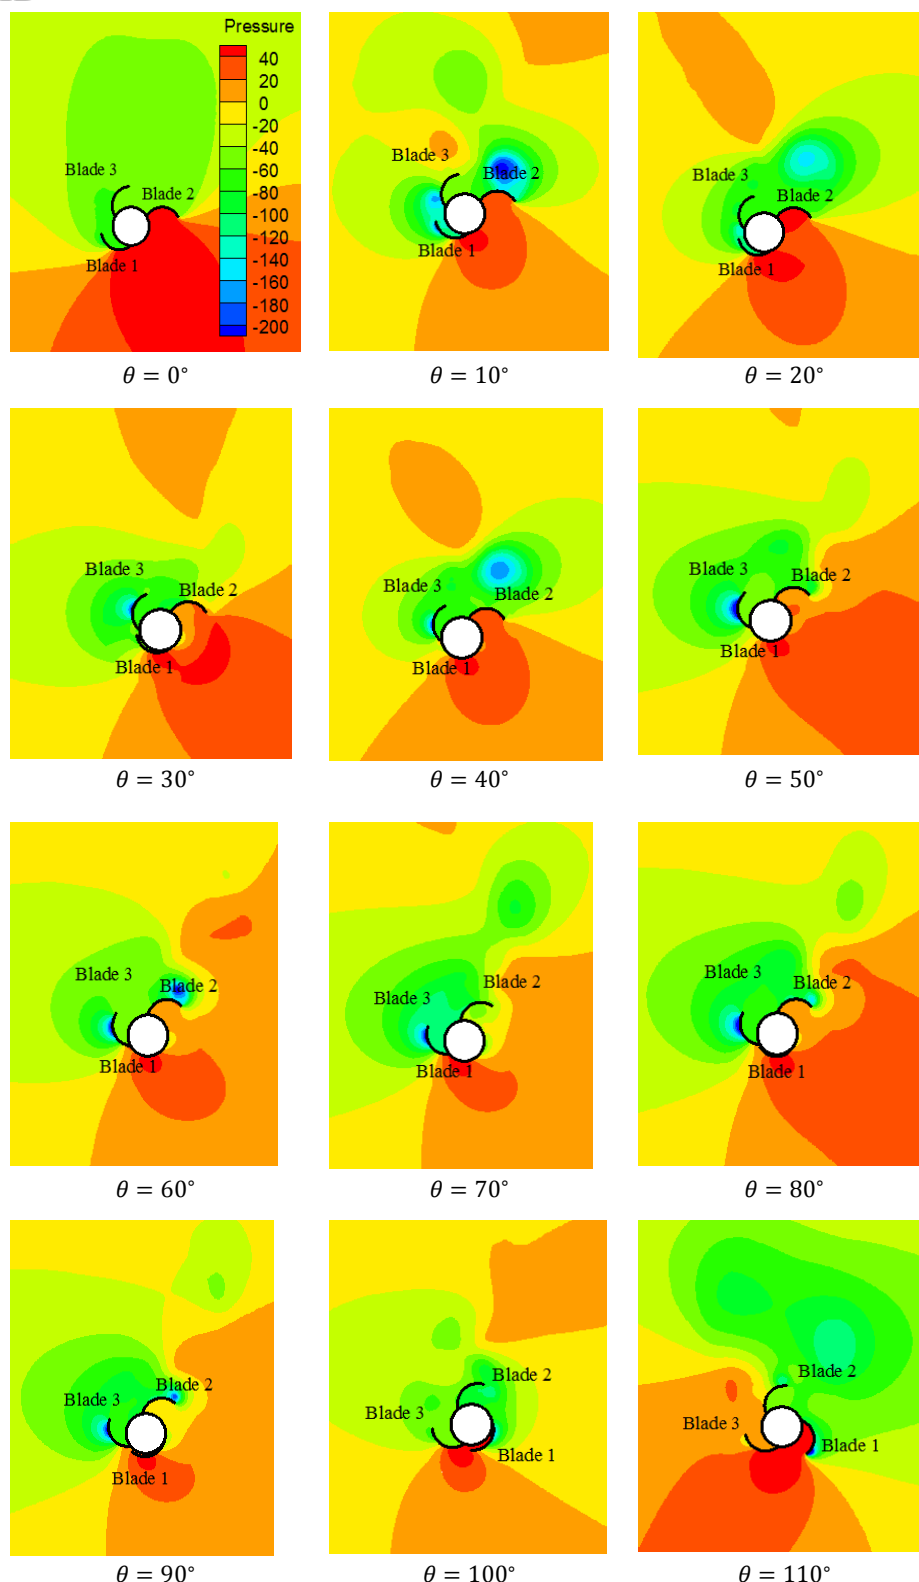 Pressure
40
20
0
-20
-40
-60
-80
-100
-120
-140
-160
-180
-200
Blade 3
Blade 2
Blade 1
Blade 3
Blade 2
Blade 1
Blade 3
Blade 2
Blade 1
θ = 0°
θ = 10°
θ = 20°
Blade 3
Blade 2
Blade 1
Blade 3
Blade 2
Blade 1
Blade 3
Blade 2
Blade 1
θ = 30°
θ = 40°
θ = 50°
Blade 3
Blade 2
Blade 1
Blade 2
Blade 3
Blade 1
Blade 3
Blade 2
Blade 1
θ = 60°
θ = 70°
θ = 80°
Blade 2
Blade 3
Blade 1
Blade 2
Blade 3
Blade 1
Blade 2
Blade 3
Blade 1
θ = 90°
θ = 100°
θ = 110°